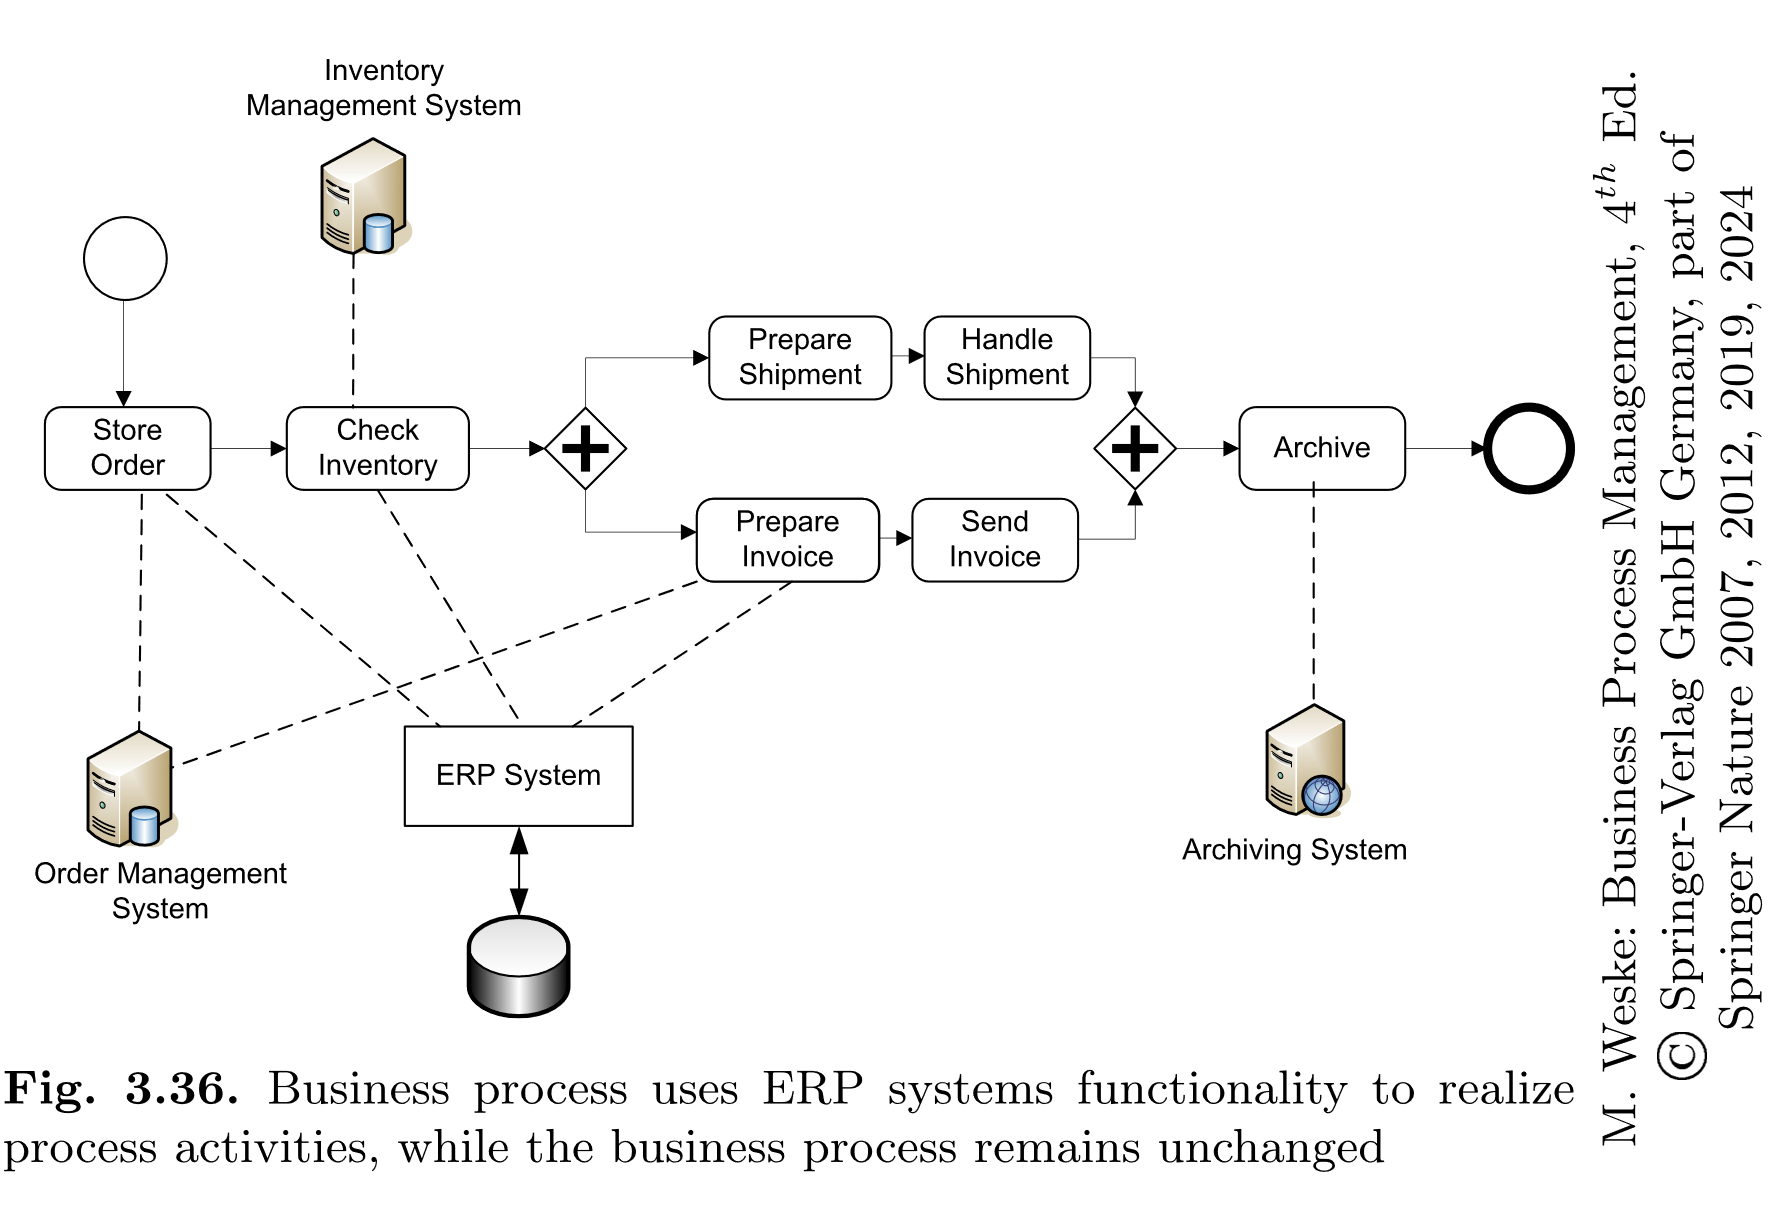 Inventory
Management System
Prepare
Shipment
Handle
Shipment
Store
Order
Check
Inventory
Archive
Prepare
Invoice
Send
Invoice
ERP System
Order Management
System
Archiving System
Fig. 3.36. Business process uses ERP systems functionality to realize
process activities, while the business process remains unchanged
M. Weske: Business Process Management, 4th Ed.
© Springer-Verlag GmbH Germany, part of
Springer Nature 2007, 2012, 2019, 2024